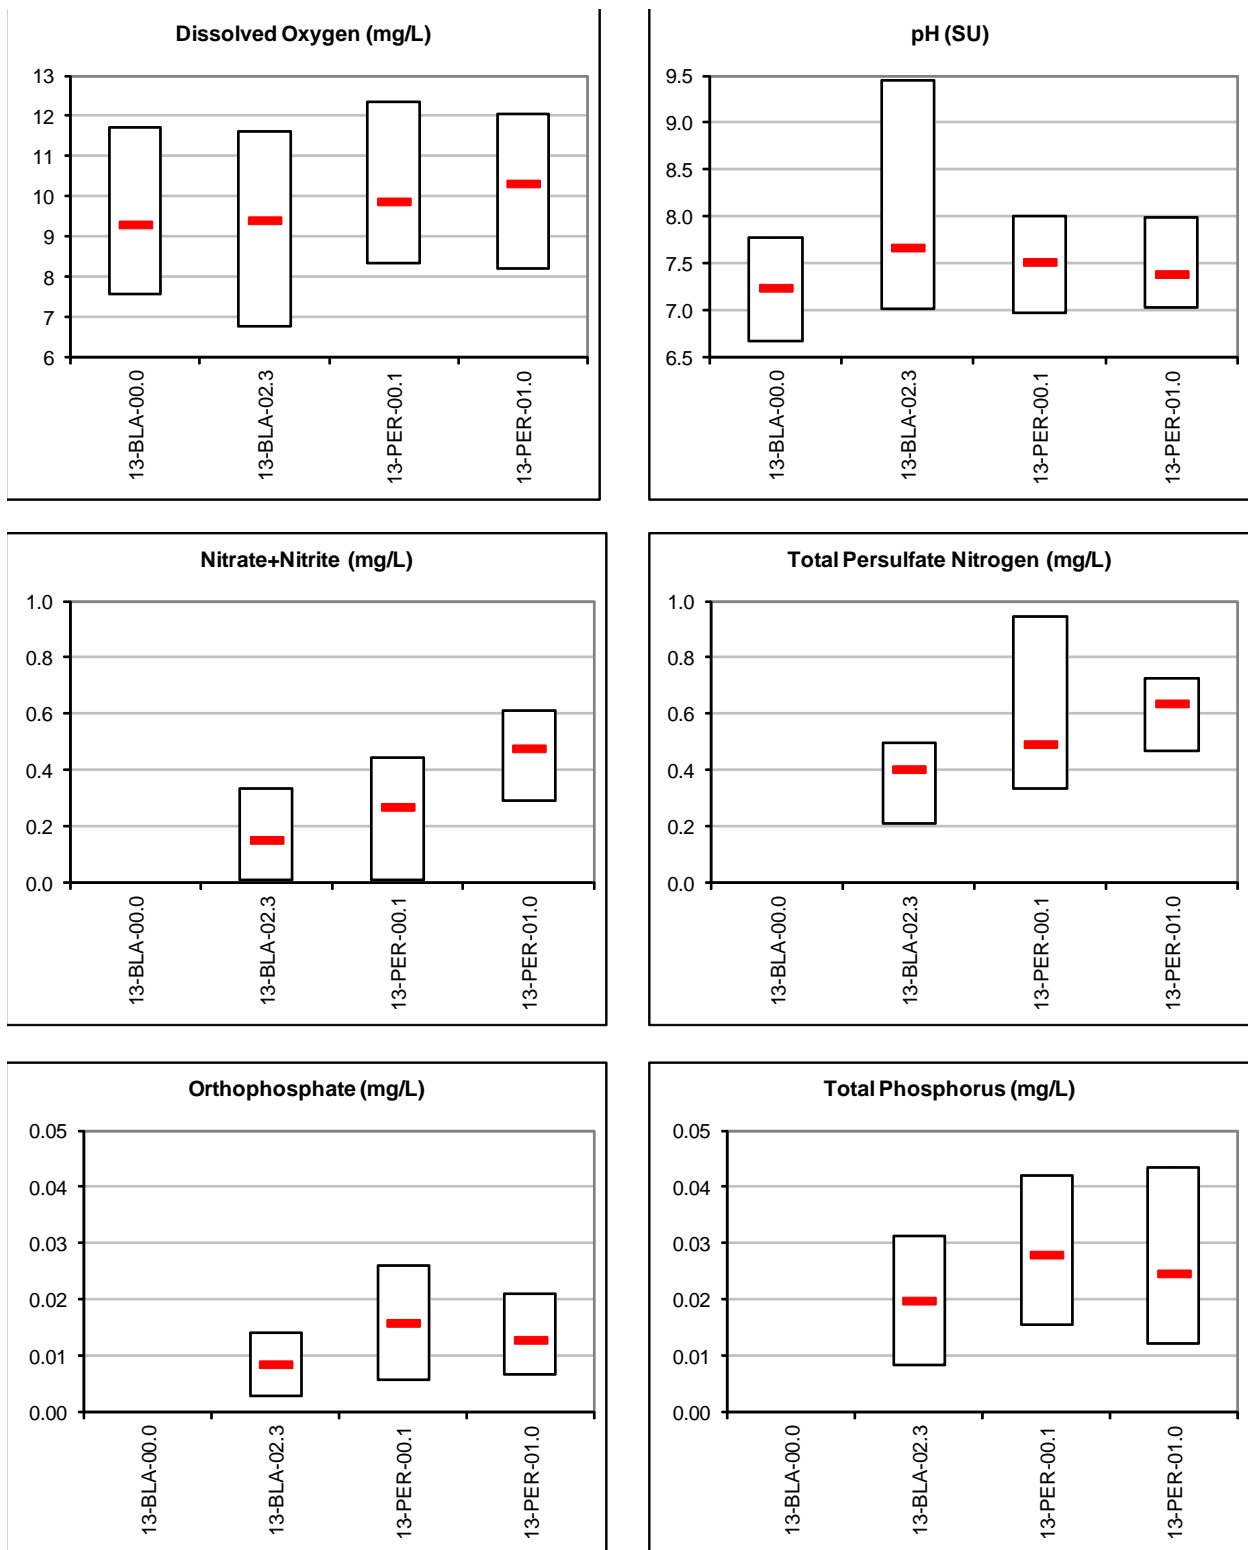 Dissolved Oxygen (mg/L)
13
12
11
10
9
8
7
6
13-BLA-00.0
13-BLA-02.3
13-PER-00.1
13-PER-01.0
pH (SU)
9.5
9.0
8.5
8.0
7.5
7.0
6.5
13-BLA-00.0
13-BLA-02.3
13-PER-00.1
13-PER-01.0
Nitrate+Nitrite (mg/L)
1.0
0.8
0.6
0.4
0.2
0.0
13-BLA-00.0
13-BLA-02.3
13-PER-00.1
13-PER-01.0
Total Persulfate Nitrogen (mg/L)
1.0
0.8
0.6
0.4
0.2
0.0
13-BLA-00.0
13-BLA-02.3
13-PER-00.1
13-PER-01.0
Orthophosphate (mg/L)
0.05
0.04
0.03
0.02
0.01
0.00
13-BLA-00.0
13-BLA-02.3
13-PER-00.1
13-PER-01.0
Total Phosphorus (mg/L)
0.05
0.04
0.03
0.02
0.01
0.00
13-BLA-00.0
13-BLA-02.3
13-PER-00.1
13-PER-01.0